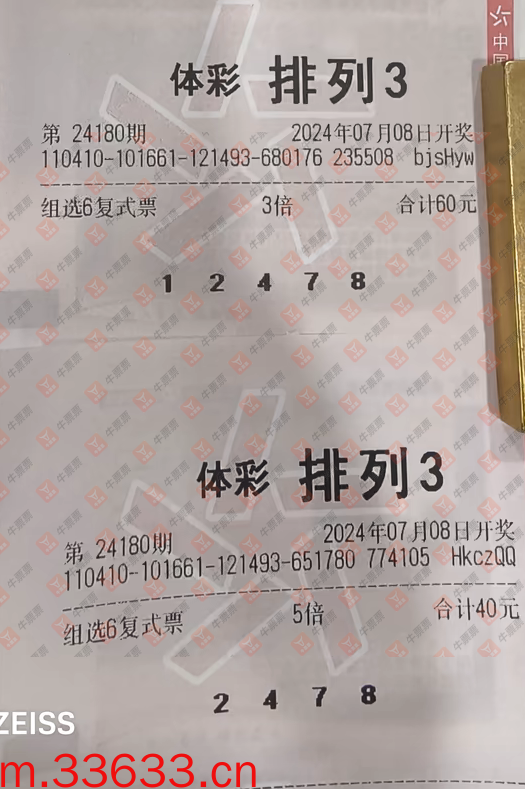 中国
体彩 排列3
第 24180期 2024年07月08日开奖
110410-101661-121493-680176 235508 bjsHyw
组选6复式票 3倍 合计60元
1 2 4 7 8
体彩 排列3
第 24180期 2024年07月08日开奖
110410-101661-121493-651780 774105 HkczQQ
组选6复式票 5倍 合计40元
2 4 7 8
ZEISS
m.33633.cn